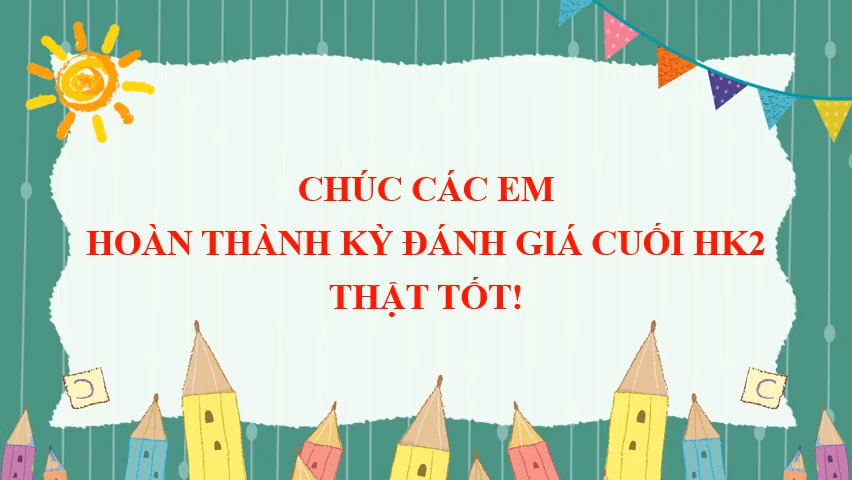 CHÚC CÁC EM
HOÀN THÀNH KỲ ĐÁNH GIÁ CUỐI HK2
THẬT TỐT!